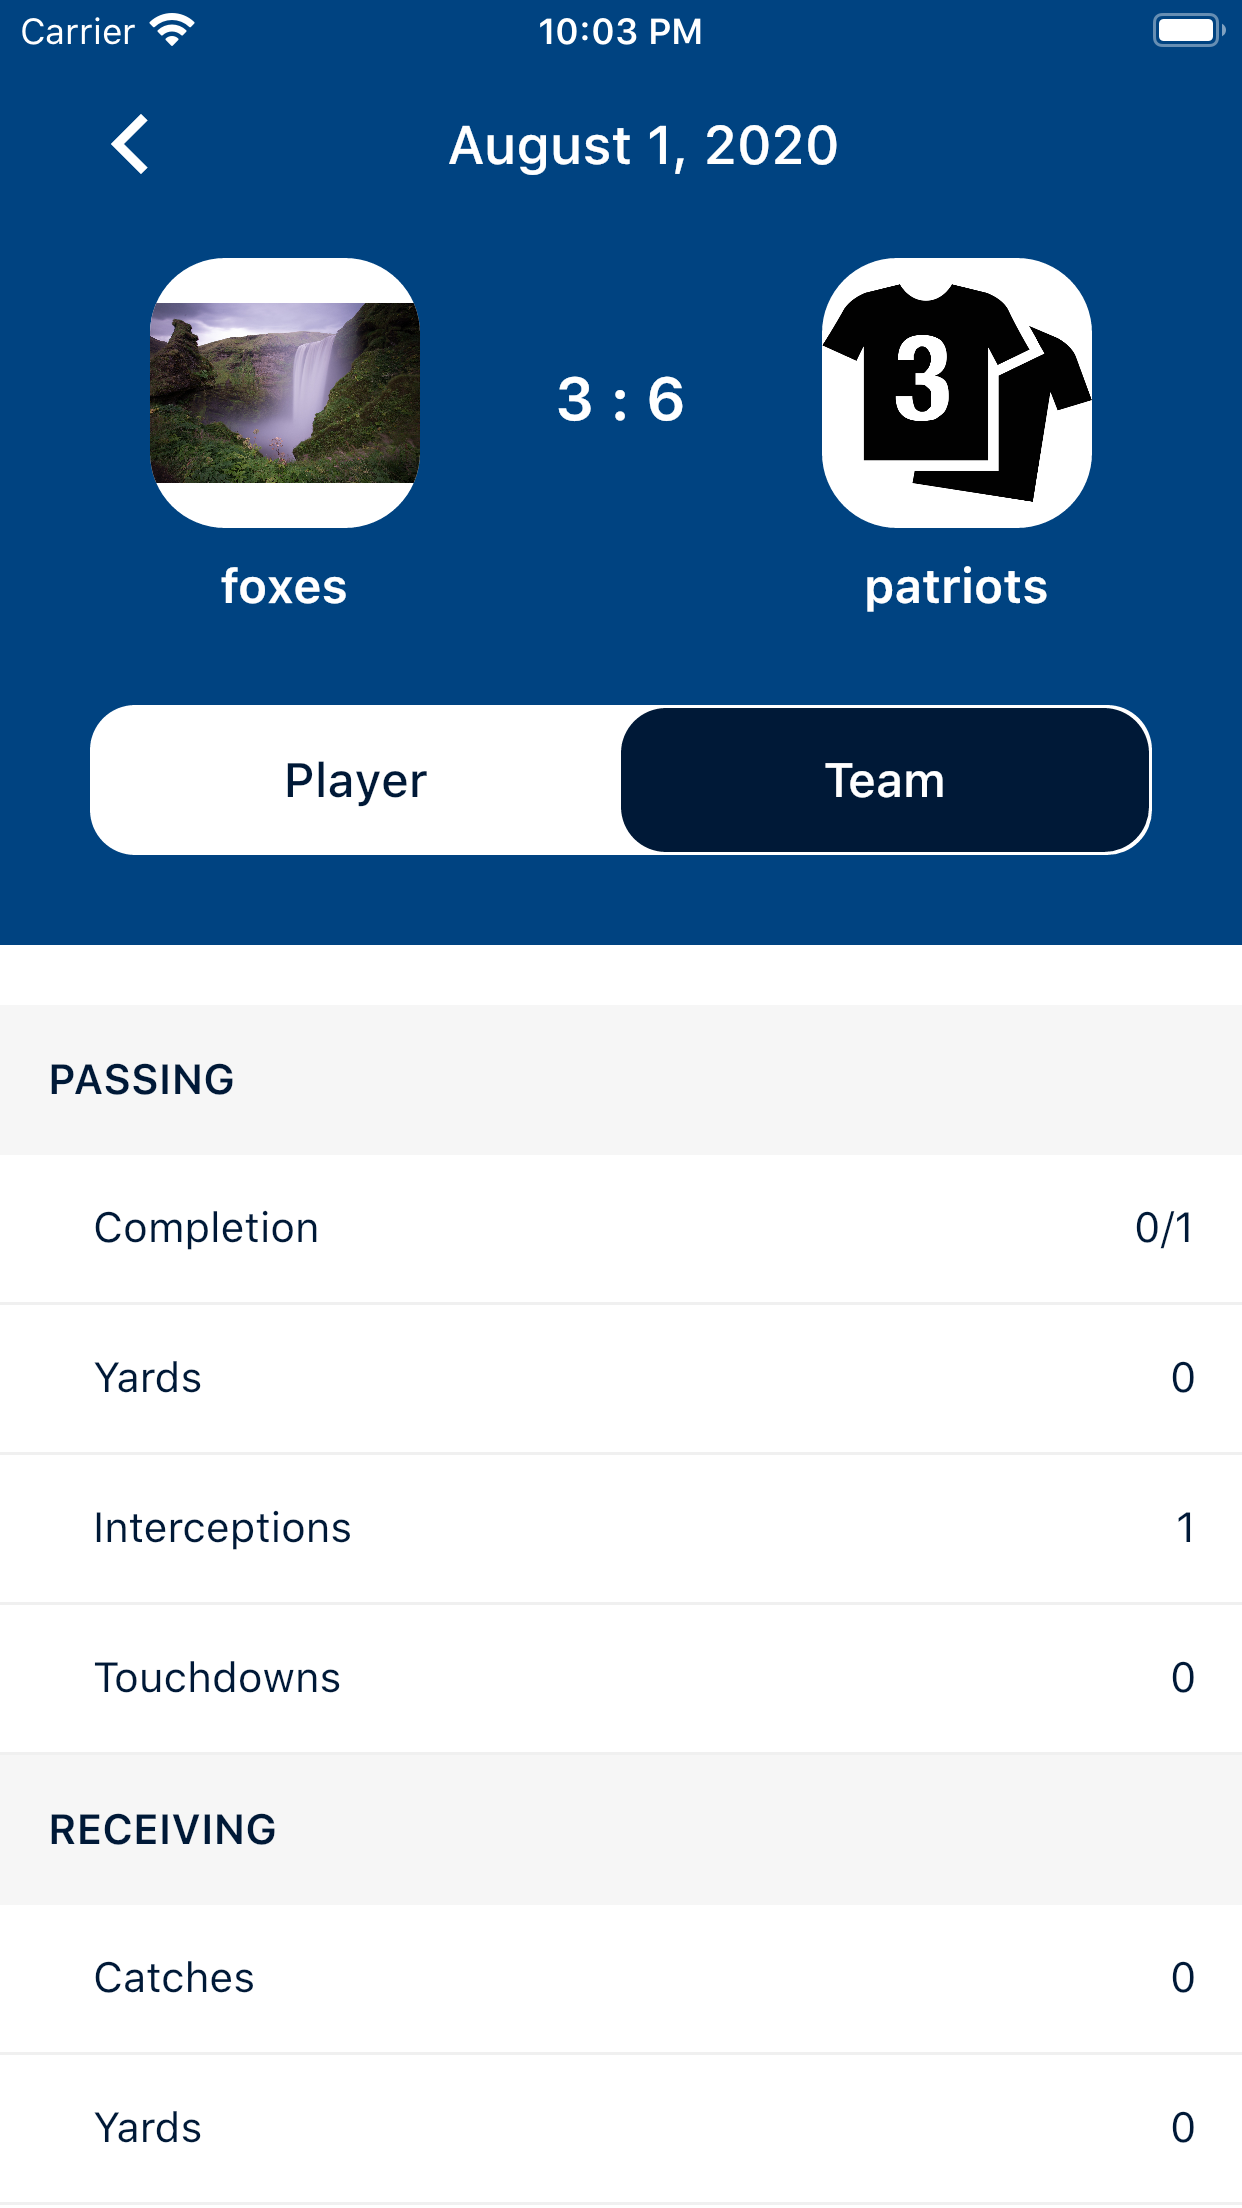 Carrier 10:03 PM
August 1, 2020
3
3 : 6
foxes patriots
Player Team
PASSING
Completion 0/1
Yards 0
Interceptions 1
Touchdowns 0
RECEIVING
Catches 0
Yards 0